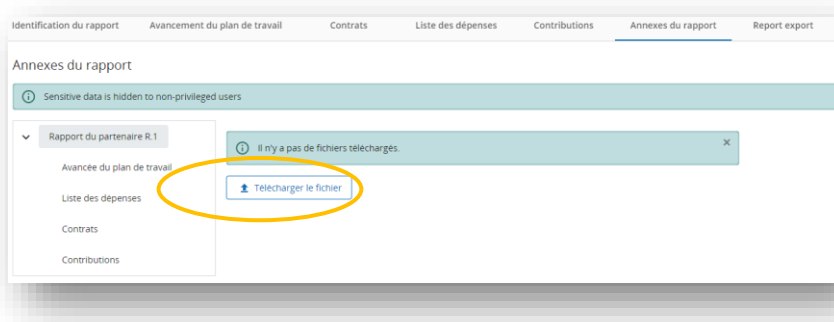 Identification du rapport Avancement du plan de travail Contrats Liste des dépenses Contributions Annexes du rapport Report export
Annexes du rapport
Sensitive data is hidden to non-privileged users
Rapport du partenaire R.1
Il n'y a pas de fichiers téléchargés.
Avancée du plan de travail
Télécharger le fichier
Liste des dépenses
Contrats
Contributions